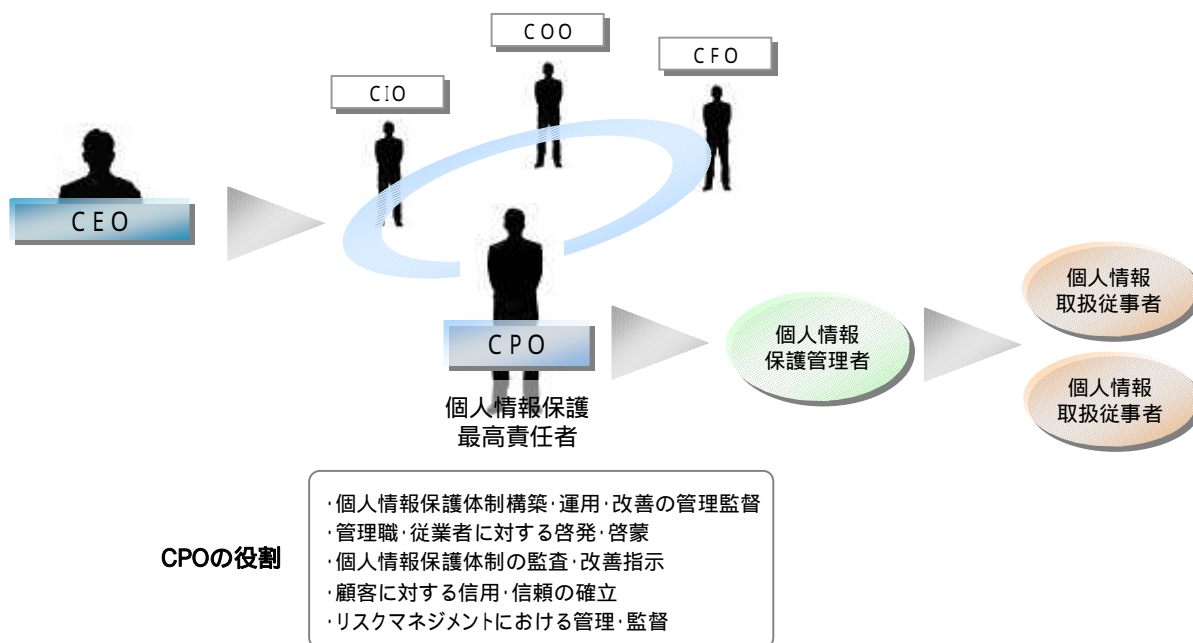 COO
CFO
CIO
CEO
CPO
個人情報保護
最高責任者
個人情報
保護管理者
個人情報
取扱従事者
個人情報
取扱従事者
CPOの役割
･個人情報保護体制構築･運用･改善の管理監督
･管理職･従業者に対する啓発･啓蒙
･個人情報保護体制の監査･改善指示
･顧客に対する信用･信頼の確立
･リスクマネジメントにおける管理･監督